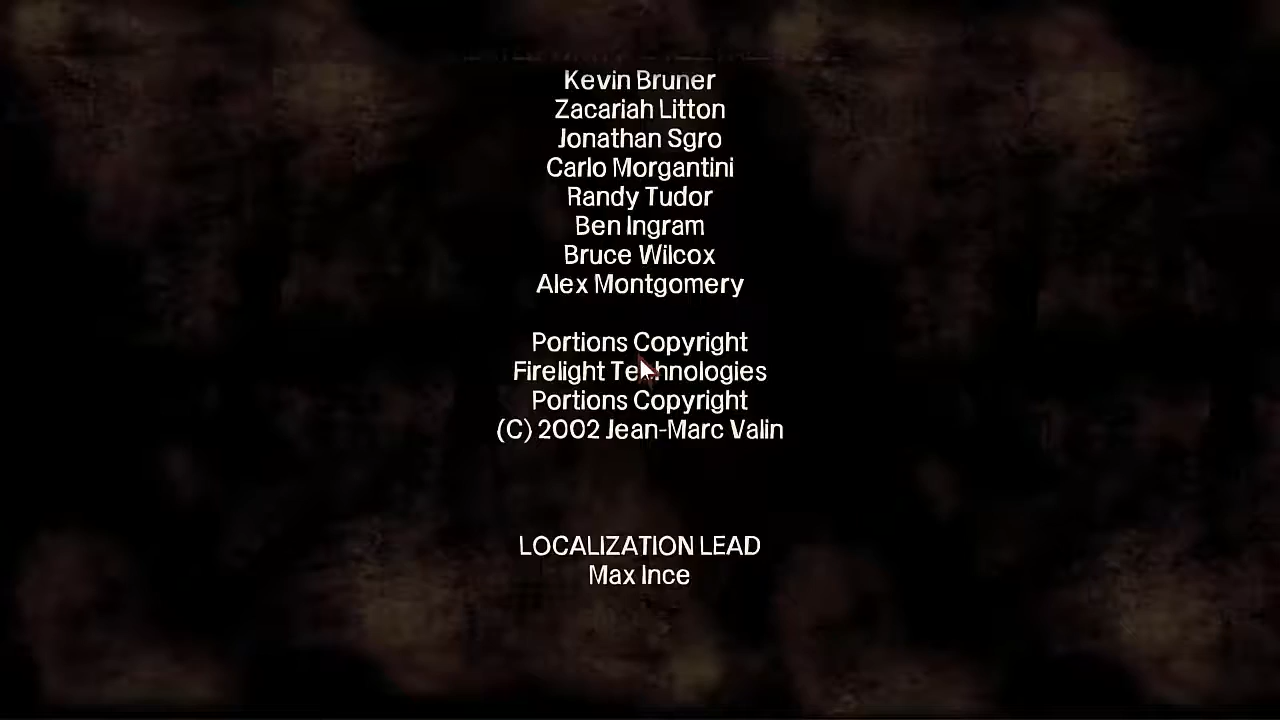 Kevin Bruner
Zacariah Litton
Jonathan Sgro
Carlo Morgantini
Randy Tudor
Ben Ingram
Bruce Wilcox
Alex Montgomery
Portions Copyright
Firelight Technologies
Portions Copyright
(C) 2002 Jean-Marc Valin
LOCALIZATION LEAD
Max Ince